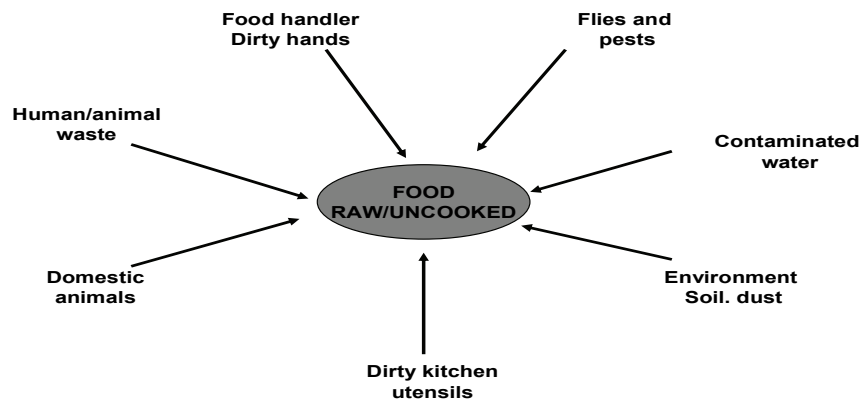 Food handler
Dirty hands
Flies and
pests
Human/animal
waste
Contaminated
water
FOOD
RAW/UNCOOKED
Domestic
animals
Environment
Soil. dust
Dirty kitchen
utensils